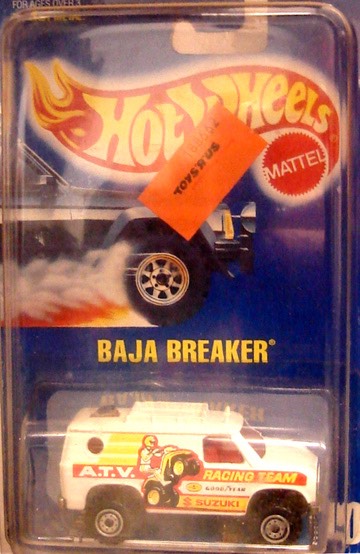 FOR AGES OVER 3
Hot Wheels
MATTEL
TOYS R US
BAJA BREAKER®
A.T.V.
RACING TEAM
GOODYEAR
SUZUKI